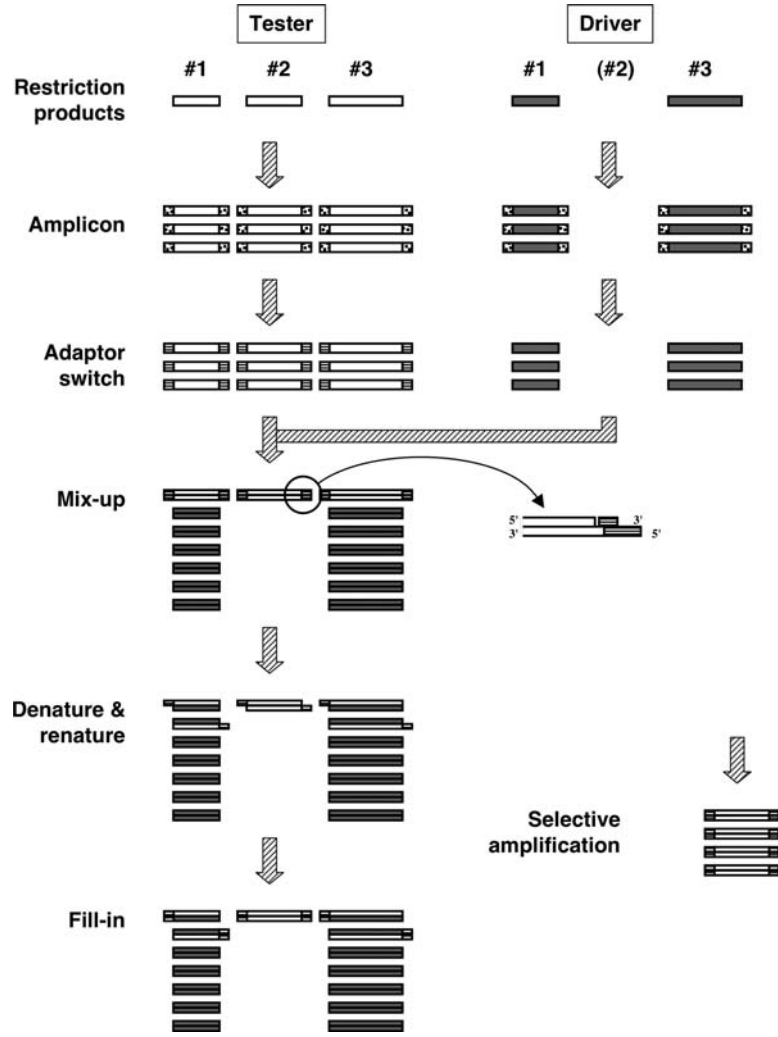 Tester
Driver
#1 #2 #3
#1 (#2) #3
Restriction
products
Amplicon
Adaptor
switch
Mix-up
5' 3'
3' 5'
Denature &
renature
Selective
amplification
Fill-in